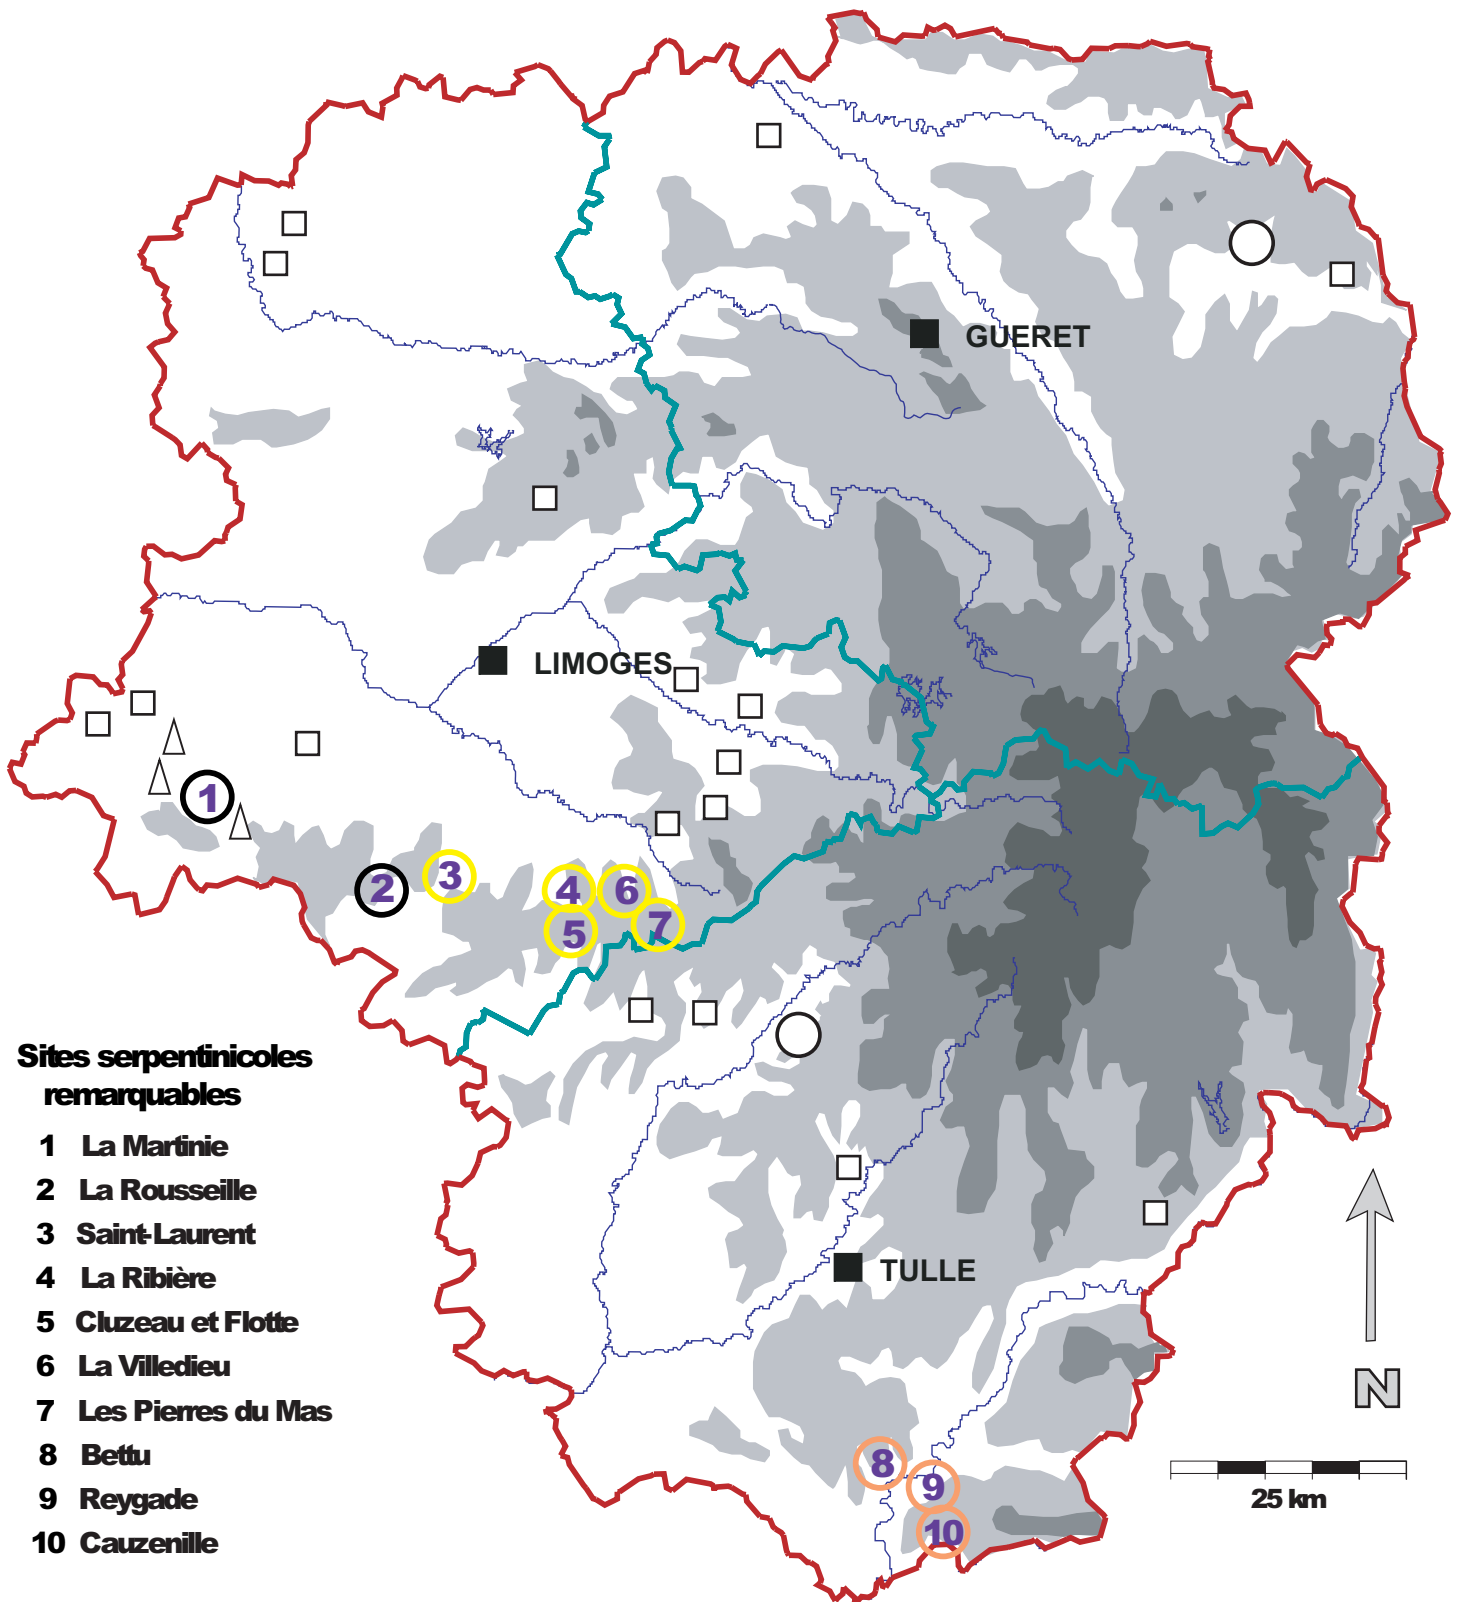 GUERET
LIMOGES
1
2
3
4
6
5
7
Sites serpentinicoles
remarquables
1 La Martinie
2 La Rousseille
3 Saint-Laurent
4 La Ribière
5 Cluzeau et Flotte
6 La Villedieu
7 Les Pierres du Mas
8 Bettu
9 Reygade
10 Cauzenille
TULLE
N
8
9
10
25 km